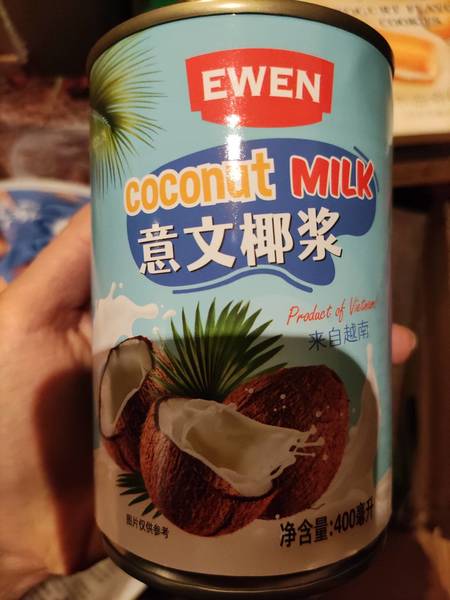 EWEN
coconut MILK
意文椰浆
Product of Vietnam
来自越南
图片仅供参考
净含量:400毫升